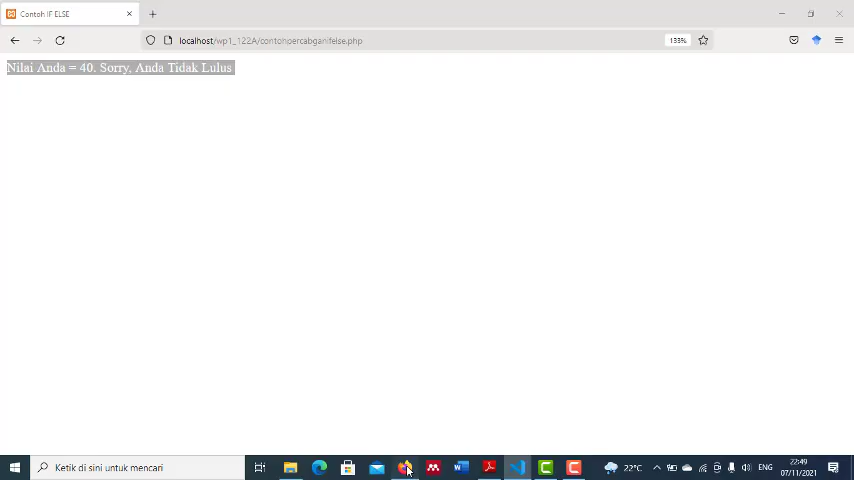 Contoh IF ELSE
localhost/wp1_122A/contohpercabganifelse.php
133%
Nilai Anda = 40. Sorry, Anda Tidak Lulus
Ketik di sini untuk mencari
22°C
ENG
22:49
07/11/2021